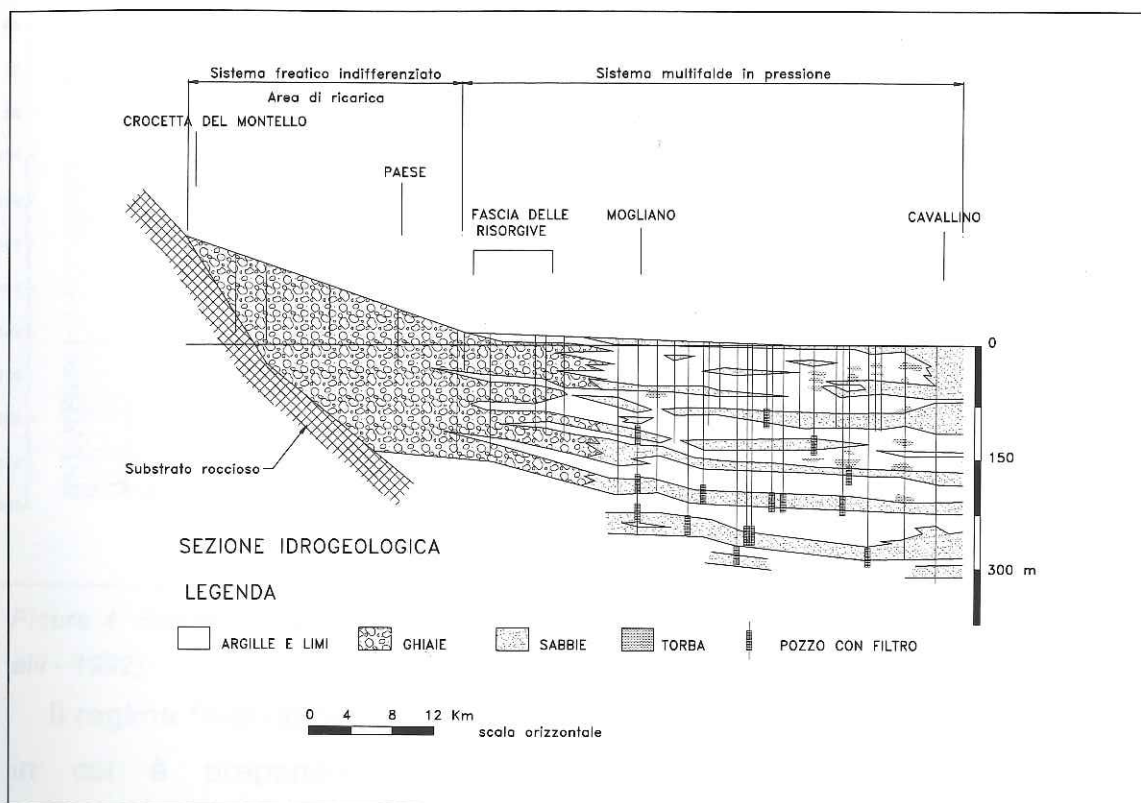 Sistema freatico indifferenziato
Sistema multifalde in pressione
Area di ricarica
CROCETTA DEL MONTELLO
PAESE
FASCIA DELLE
RISORGIVE
MOGLIANO
CAVALLINO
0
150
300 m
Substrato roccioso
SEZIONE IDROGEOLOGICA
LEGENDA
ARGILLE E LIMI
GHIAIE
SABBIE
TORBA
POZZO CON FILTRO
0 4 8 12 Km
scala orizzontale